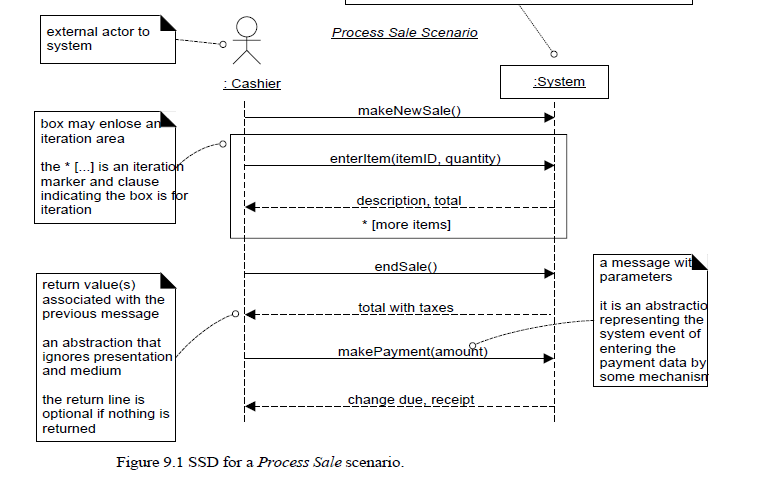 external actor to
system
Process Sale Scenario
: Cashier
:System
makeNewSale()
box may enlose an
iteration area
the * [...] is an iteration
marker and clause
indicating the box is for
iteration
enterItem(itemID, quantity)
description, total
* [more items]
endSale()
a message wit
parameters
it is an abstractio
representing the
system event of
entering the
payment data by
some mechanism
return value(s)
associated with the
previous message
an abstraction that
ignores presentation
and medium
the return line is
optional if nothing is
returned
total with taxes
makePayment(amount)
change due, receipt
Figure 9.1 SSD for a Process Sale scenario.